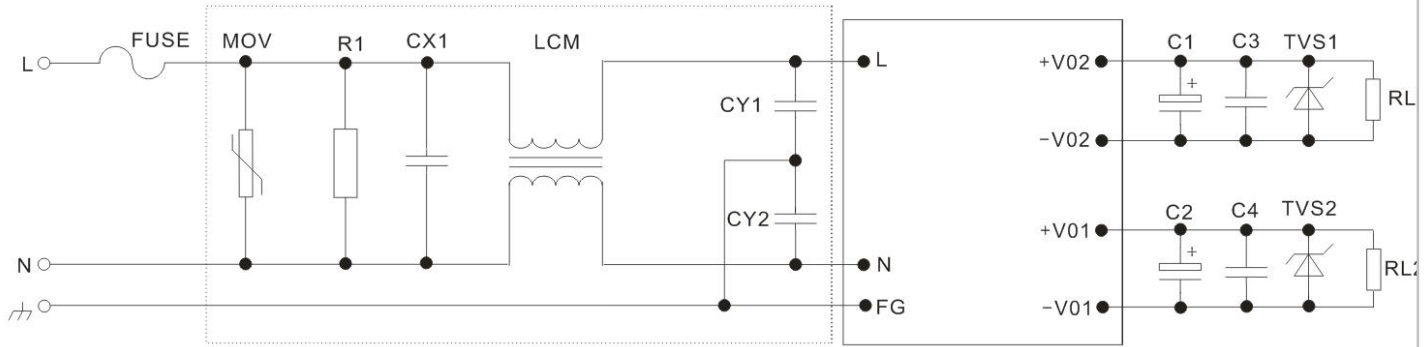 FUSE MOV R1 CX1 LCM
L
CY1
CY2
N
L
N
FG
+V02
−V02
+V01
−V01
C1 C3 TVS1
+
RL
C2 C4 TVS2
+